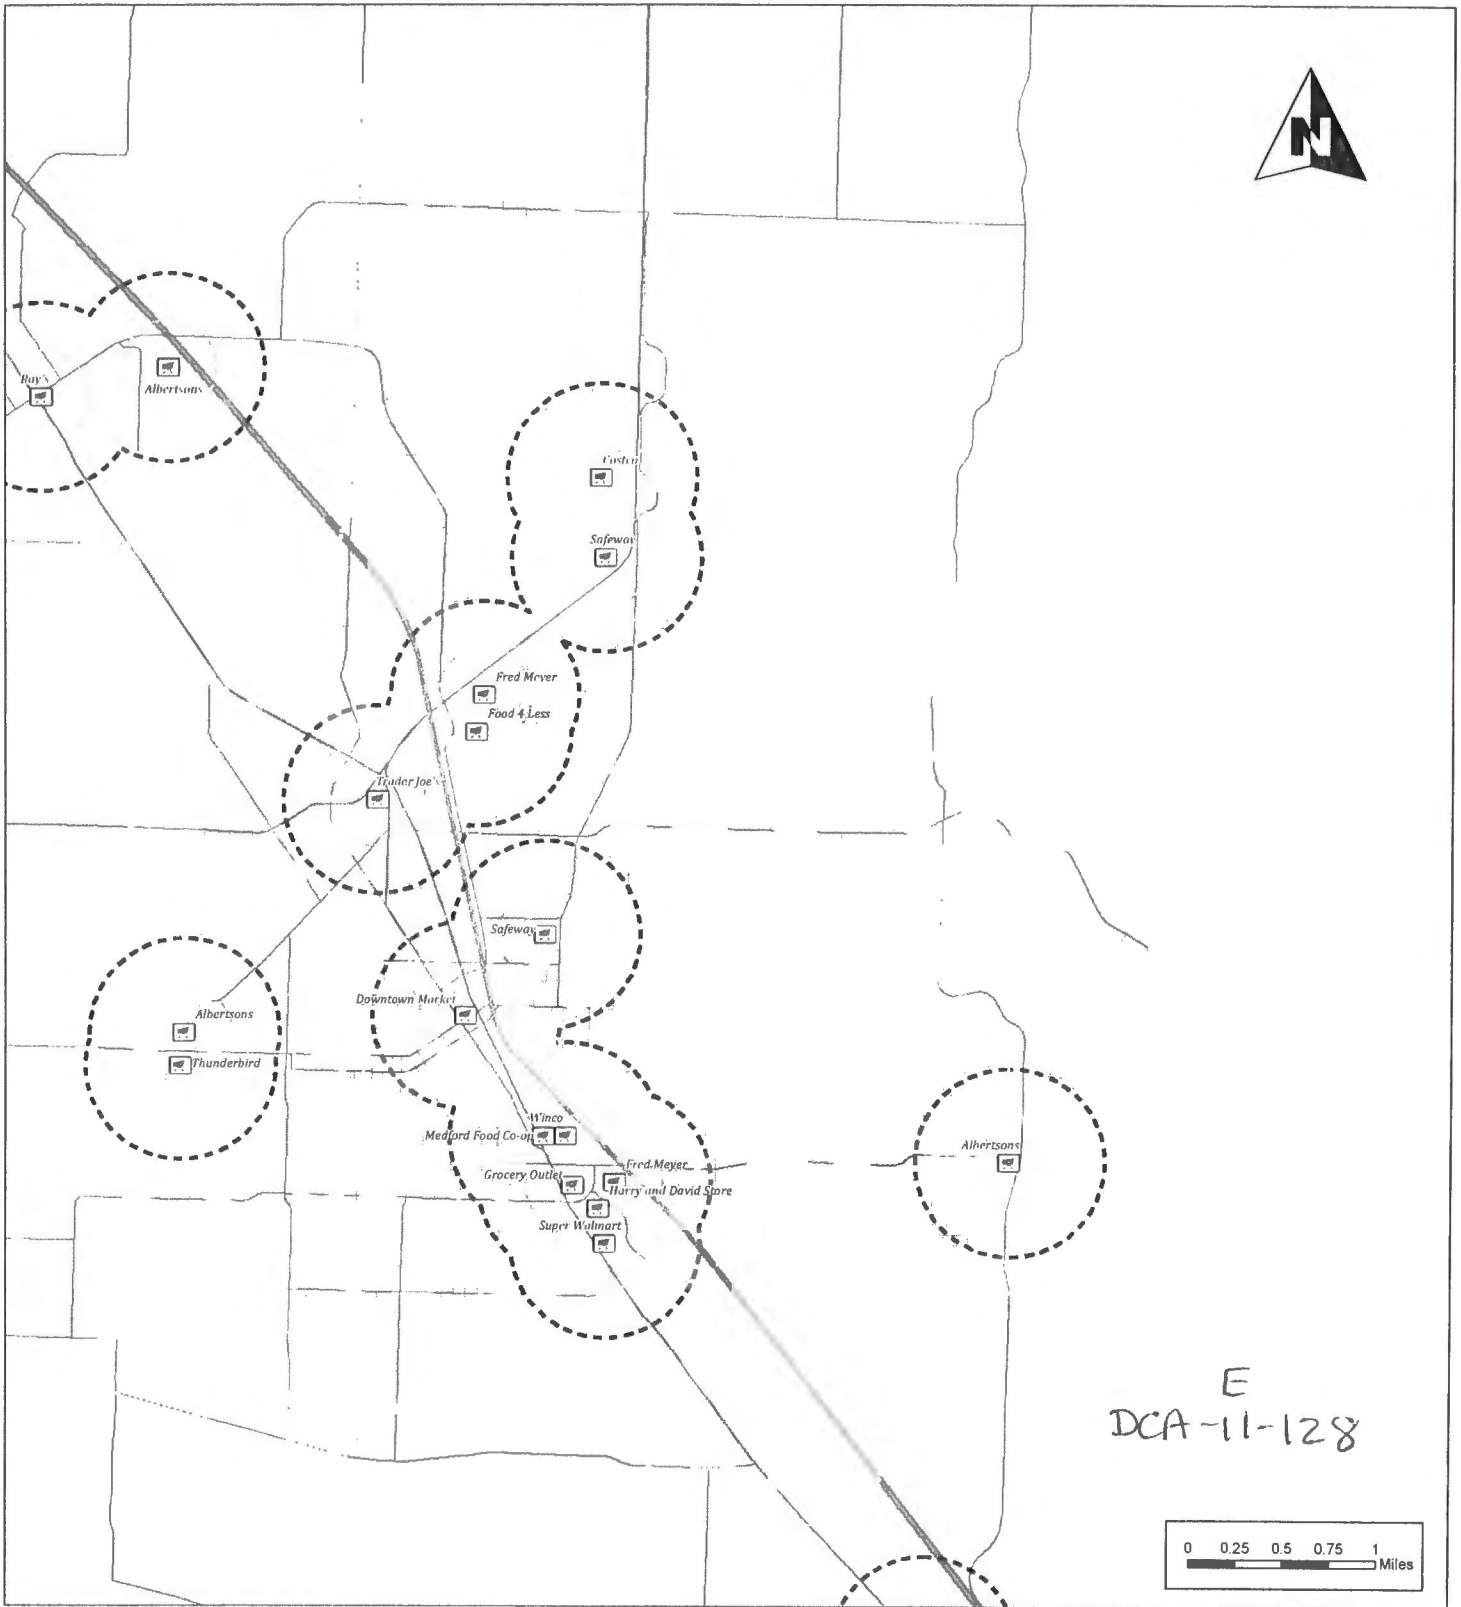 N
Ray's
Albertsons
Costco
Safeway
Fred Meyer
Food 4 Less
Trader Joe's
Safeway
Downtown Market
Albertsons
Thunderbird
Winco
Medford Food Co-op
Albertsons
Fred Meyer
Grocery Outlet
Harry and David Store
Super Walmart
E
DCA-11-128
0 0.25 0.5 0.75 1
Miles